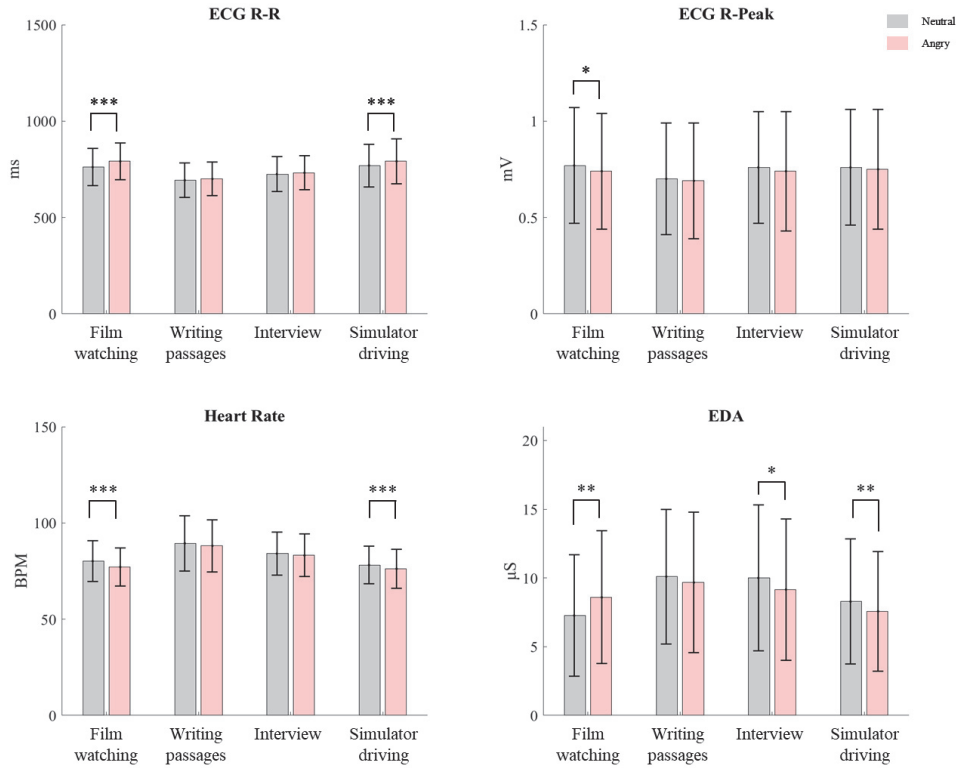 ECG R-R
1500
1000
500
0
ms
***
***
Film
watching
Writing
passages
Interview
Simulator
driving
ECG R-Peak
1.5
1
0.5
0
mV
*
Film
watching
Writing
passages
Interview
Simulator
driving
Neutral
Angry
Heart Rate
150
100
50
0
BPM
***
***
Film
watching
Writing
passages
Interview
Simulator
driving
EDA
20
15
10
5
0
μS
**
*
**
Film
watching
Writing
passages
Interview
Simulator
driving